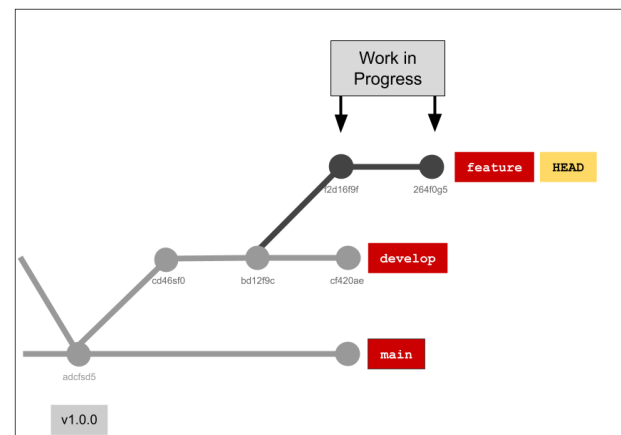 Work in
Progress
f2d16f9f
264f0g5
feature
HEAD
cd46sf0
bd12f9c
cf420ae
develop
adcfsd5
main
v1.0.0